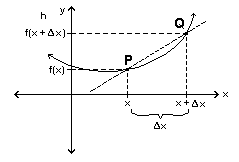 h
y
Q
f(x + Δx)
P
f(x)
x
x
x + Δx
Δx